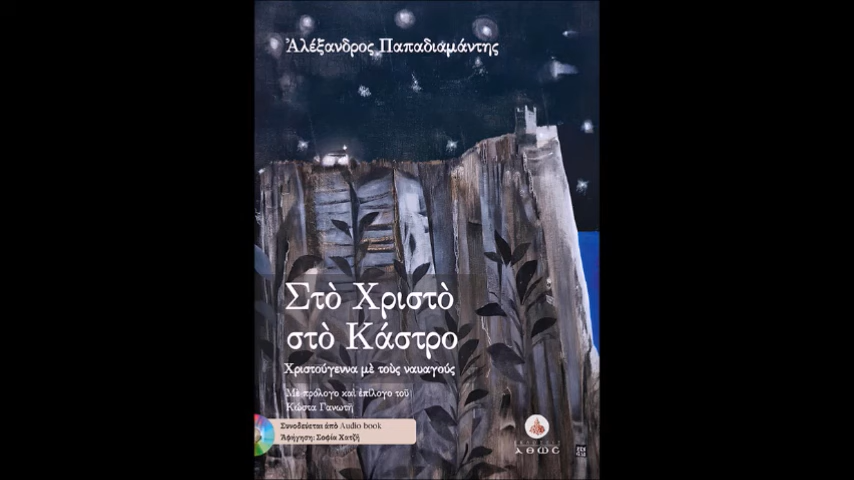 Ἀλέξανδρος Παπαδιαμάντης
Στὸ Χριστὸ
στὸ Κάστρο
Χριστούγεννα μὲ τοὺς ναυαγούς
Μὲ πρόλογο καὶ ἐπίλογο τοῦ
Κώστα Γανωτῆ
Συνοδεύεται ἀπὸ Audio book
Ἀφήγηση: Σοφία Χατζῆ
ΕΚΔΟΣΕΙΣ
ΑΘΩΣ